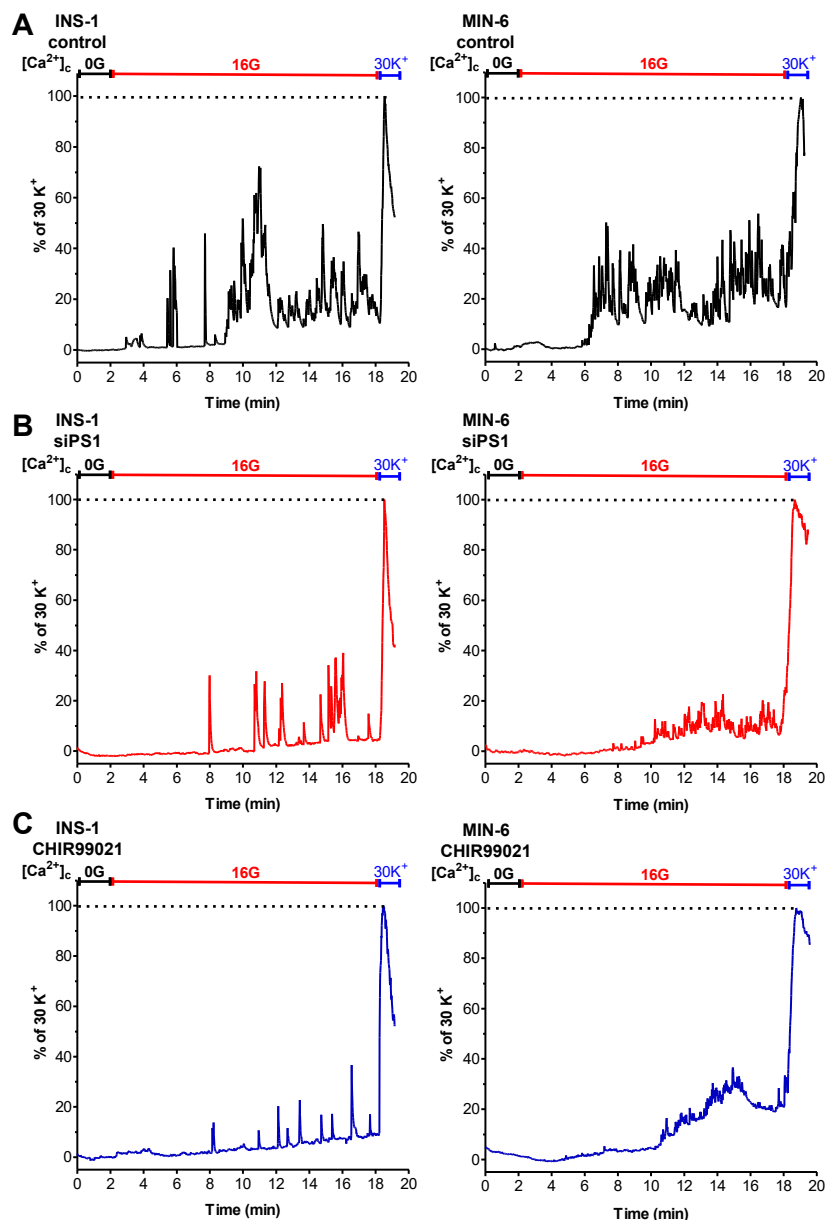 A
INS-1
control
[Ca²⁺]c 0G 16G 30K⁺
100
80
60
40
20
0
% of 30 K⁺
0 2 4 6 8 10 12 14 16 18 20
Time (min)
MIN-6
control
[Ca²⁺]c 0G 16G 30K⁺
100
80
60
40
20
0
% of 30 K⁺
0 2 4 6 8 10 12 14 16 18 20
Time (min)
B
INS-1
siPS1
[Ca²⁺]c 0G 16G 30K⁺
100
80
60
40
20
0
% of 30 K⁺
0 2 4 6 8 10 12 14 16 18 20
Time (min)
MIN-6
siPS1
[Ca²⁺]c 0G 16G 30K⁺
100
80
60
40
20
0
% of 30 K⁺
0 2 4 6 8 10 12 14 16 18 20
Time (min)
C
INS-1
CHIR99021
[Ca²⁺]c 0G 16G 30K⁺
100
80
60
40
20
0
% of 30 K⁺
0 2 4 6 8 10 12 14 16 18 20
Time (min)
MIN-6
CHIR99021
[Ca²⁺]c 0G 16G 30K⁺
100
80
60
40
20
0
% of 30 K⁺
0 2 4 6 8 10 12 14 16 18 20
Time (min)